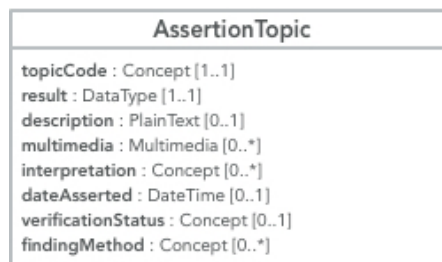 AssertionTopic
topicCode : Concept [1..1]
result : DataType [1..1]
description : PlainText [0..1]
multimedia : Multimedia [0..*]
interpretation : Concept [0..*]
dateAsserted : DateTime [0..1]
verificationStatus : Concept [0..1]
findingMethod : Concept [0..*]